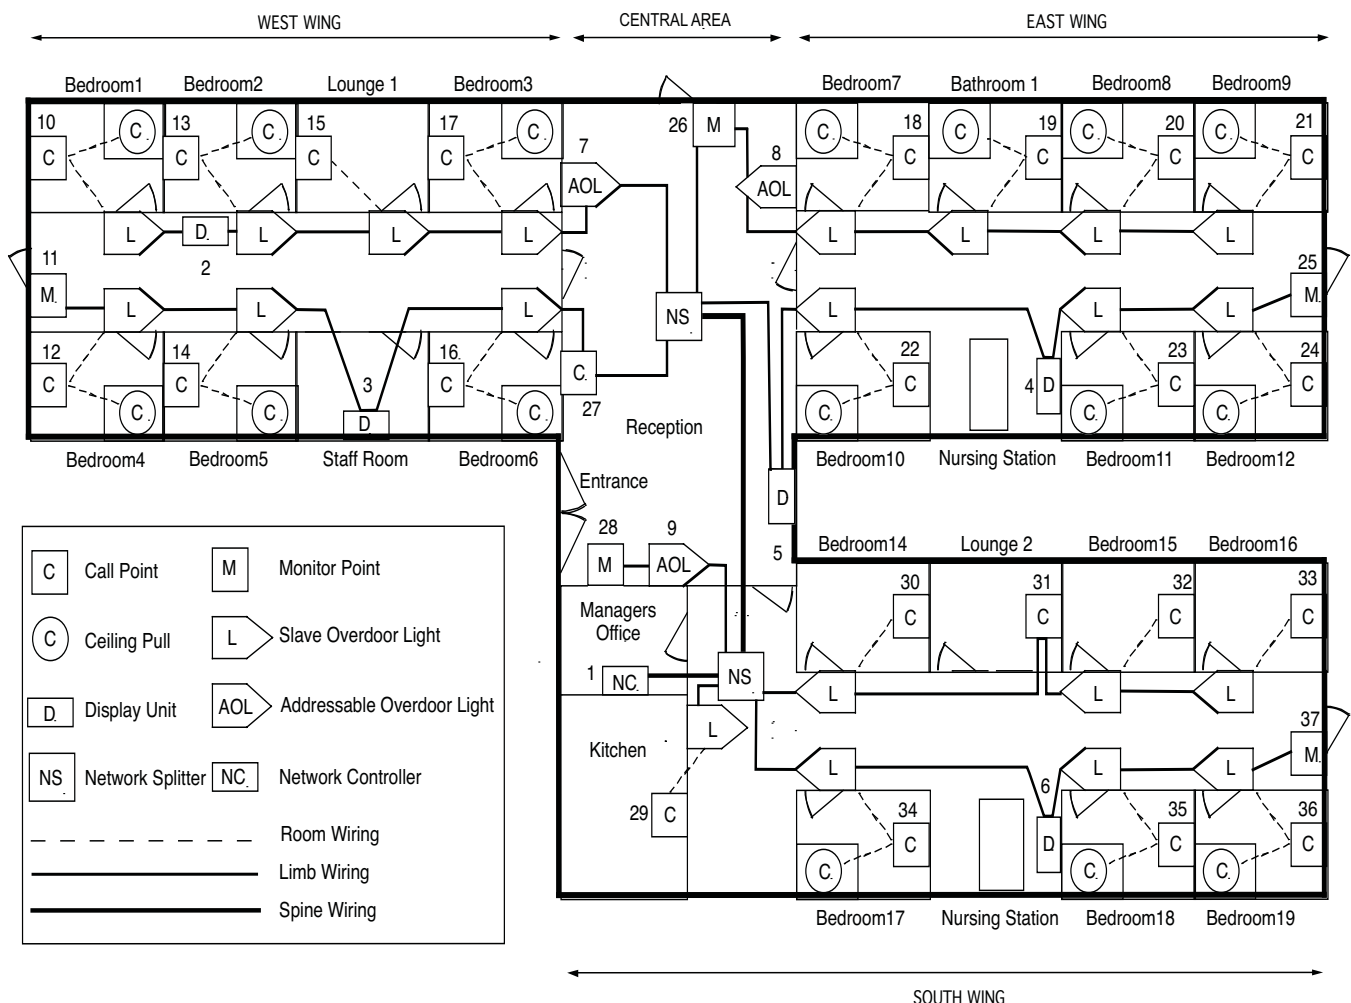 WEST WING CENTRAL AREA EAST WING
Bedroom1 Bedroom2 Lounge 1 Bedroom3 Bedroom7 Bathroom 1 Bedroom8 Bedroom9
10 C C. 13 C C. 15 C 17 C C. 26 M C. 18 C C. 19 C C. 20 C C. 21 C
7 AOL 8 AOL
L D. L L L L L L L
2
11 M. L L L NS L L L 25 M.
12 C 14 C 3 16. C C. 22 C 4 D 23 C 24 C
C. C. D C. 27 C. C. C.
Reception
Bedroom4 Bedroom5 Staff Room Bedroom6 Bedroom10 Nursing Station Bedroom11 Bedroom12
Entrance
D
5
28 M 9 AOL
Bedroom14 Lounge 2 Bedroom15 Bedroom16
30 C 31 C 32 C 33 C
Managers
Office
1 NC. NS L L L
L
Kitchen
37 M.
L 6 L L
29 C
34 C D. 35 C 36 C
C. C. C.
Bedroom17 Nursing Station Bedroom18 Bedroom19
SOUTH WING
C Call Point M Monitor Point
C Ceiling Pull L Slave Overdoor Light
D. Display Unit AOL Addressable Overdoor Light
NS Network Splitter NC. Network Controller
Room Wiring
Limb Wiring
Spine Wiring